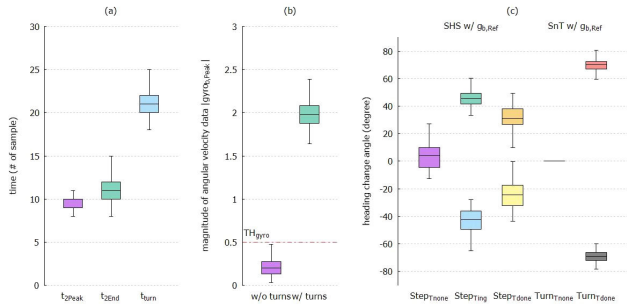 (a)
time (# of sample)
30
25
20
15
10
5
0
t2Peak t2End tturn
(b)
magnitude of angular velocity data |gyrob,Peak|
3
2.5
2
1.5
1
0.5
0
THgyro
w/o turns w/ turns
(c)
SHS w/ gb,Ref SnT w/ gb,Ref
heading change angle (degree)
80
60
40
20
0
-20
-40
-60
-80
StepTnone StepTing StepTdone TurnTnone TurnTdone